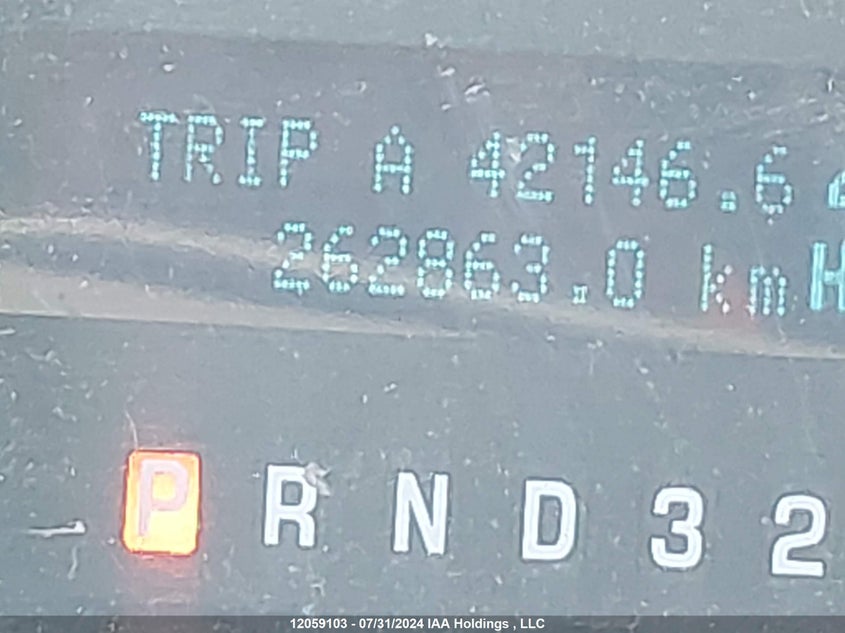 TRIP A 42146.6
262863.0 km
P R N D 3 2
12059103 - 07/31/2024 IAA Holdings , LLC